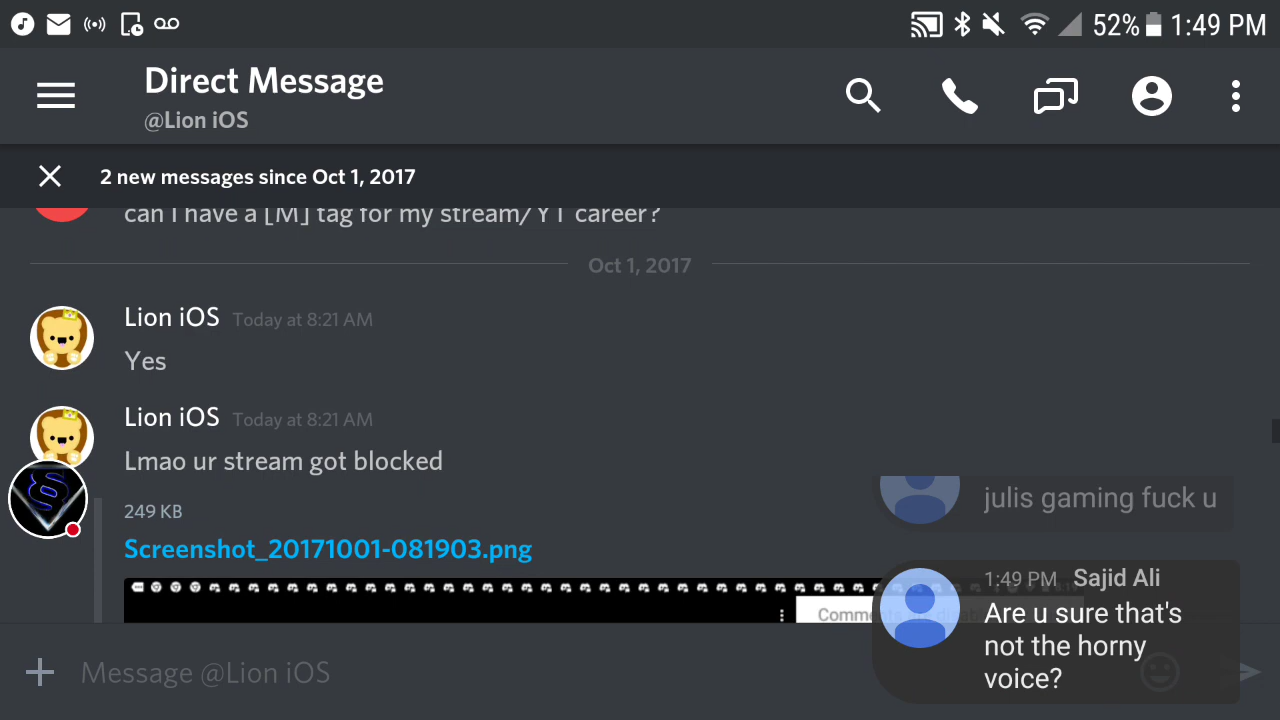 52% 1:49 PM
Direct Message
@Lion iOS
2 new messages since Oct 1, 2017
can I have a [M] tag for my stream/YT career?
Oct 1, 2017
Lion iOS Today at 8:21 AM
Yes
Lion iOS Today at 8:21 AM
Lmao ur stream got blocked
julis gaming fuck u
249 KB
Screenshot_20171001-081903.png
1:49 PM Sajid Ali
Are u sure that's
not the horny
voice?
Message @Lion iOS